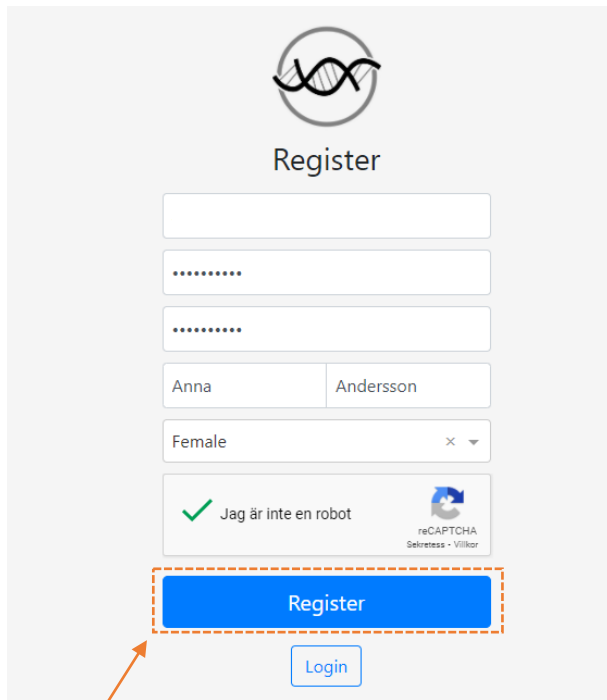 Register
••••••••••
••••••••••
Anna Andersson
Female
Jag är inte en robot
reCAPTCHA
Sekretess - Villkor
Register
Login